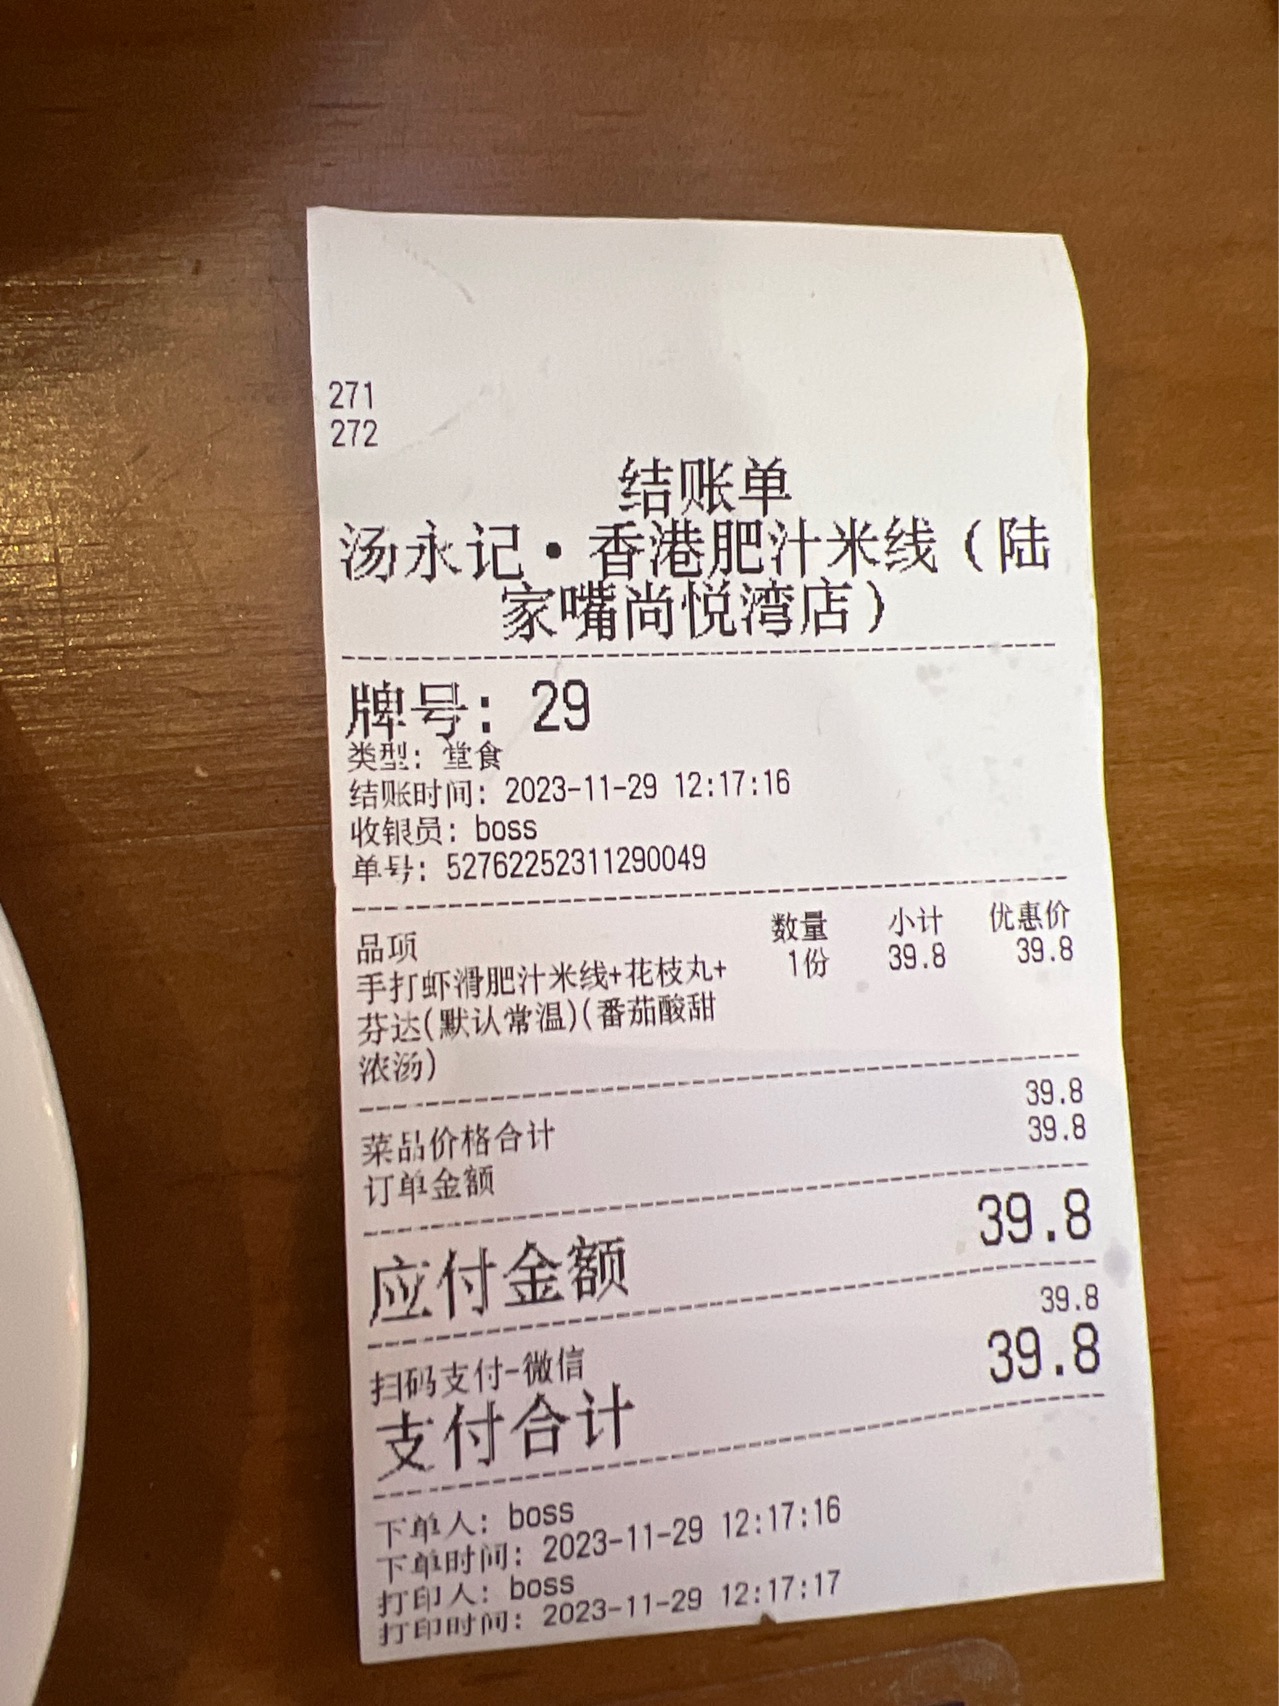 271
272
结账单
汤永记·香港肥汁米线（陆
家嘴尚悦湾店）
牌号：29
类型：堂食
结账时间：2023-11-29 12:17:16
收银员：boss
单号：52762252311290049
品项 数量 小计 优惠价
手打虾滑肥汁米线+花枝丸+ 1份 39.8 39.8
芬达(默认常温)(番茄酸甜
浓汤)
菜品价格合计 39.8
订单金额 39.8
应付金额 39.8
扫码支付-微信 39.8
支付合计 39.8
下单人：boss
下单时间：2023-11-29 12:17:16
打印人：boss
打印时间：2023-11-29 12:17:17